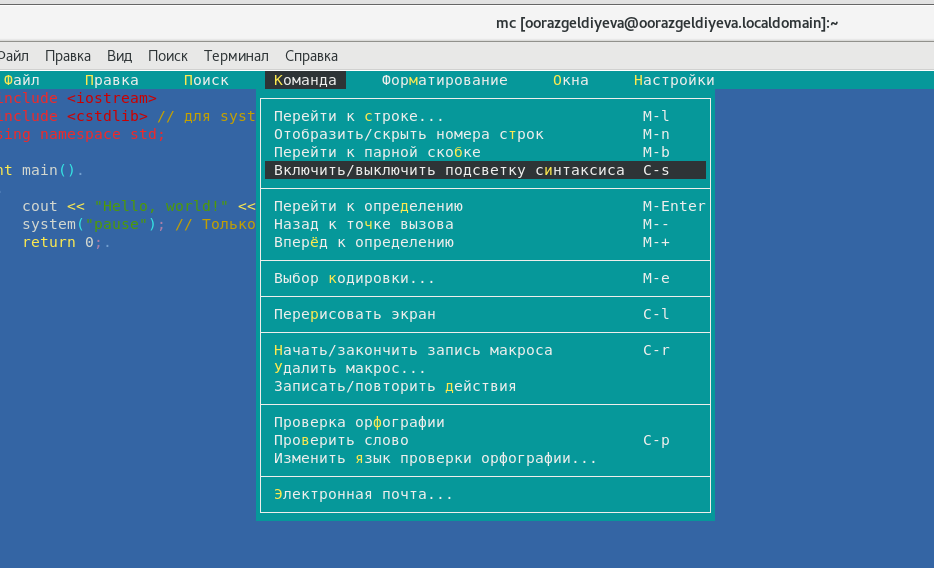 mc [oorazgeldiyeva@oorazgeldiyeva.localdomain]:~
Файл Правка Вид Поиск Терминал Справка
Файл Правка Поиск Команда Форматирование Окна Настройки
include <iostream>
include <cstdlib> // для syst
ing namespace std;
nt main().
cout << "Hello, world!" <<
system("pause"); // Только
return 0;.
Перейти к строке... M-l
Отобразить/скрыть номера строк M-n
Перейти к парной скобке M-b
Включить/выключить подсветку синтаксиса C-s
Перейти к определению M-Enter
Назад к точке вызова M--
Вперёд к определению M-+
Выбор кодировки... M-e
Перерисовать экран C-l
Начать/закончить запись макроса C-r
Удалить макрос...
Записать/повторить действия
Проверка орфографии
Проверить слово C-p
Изменить язык проверки орфографии...
Электронная почта...